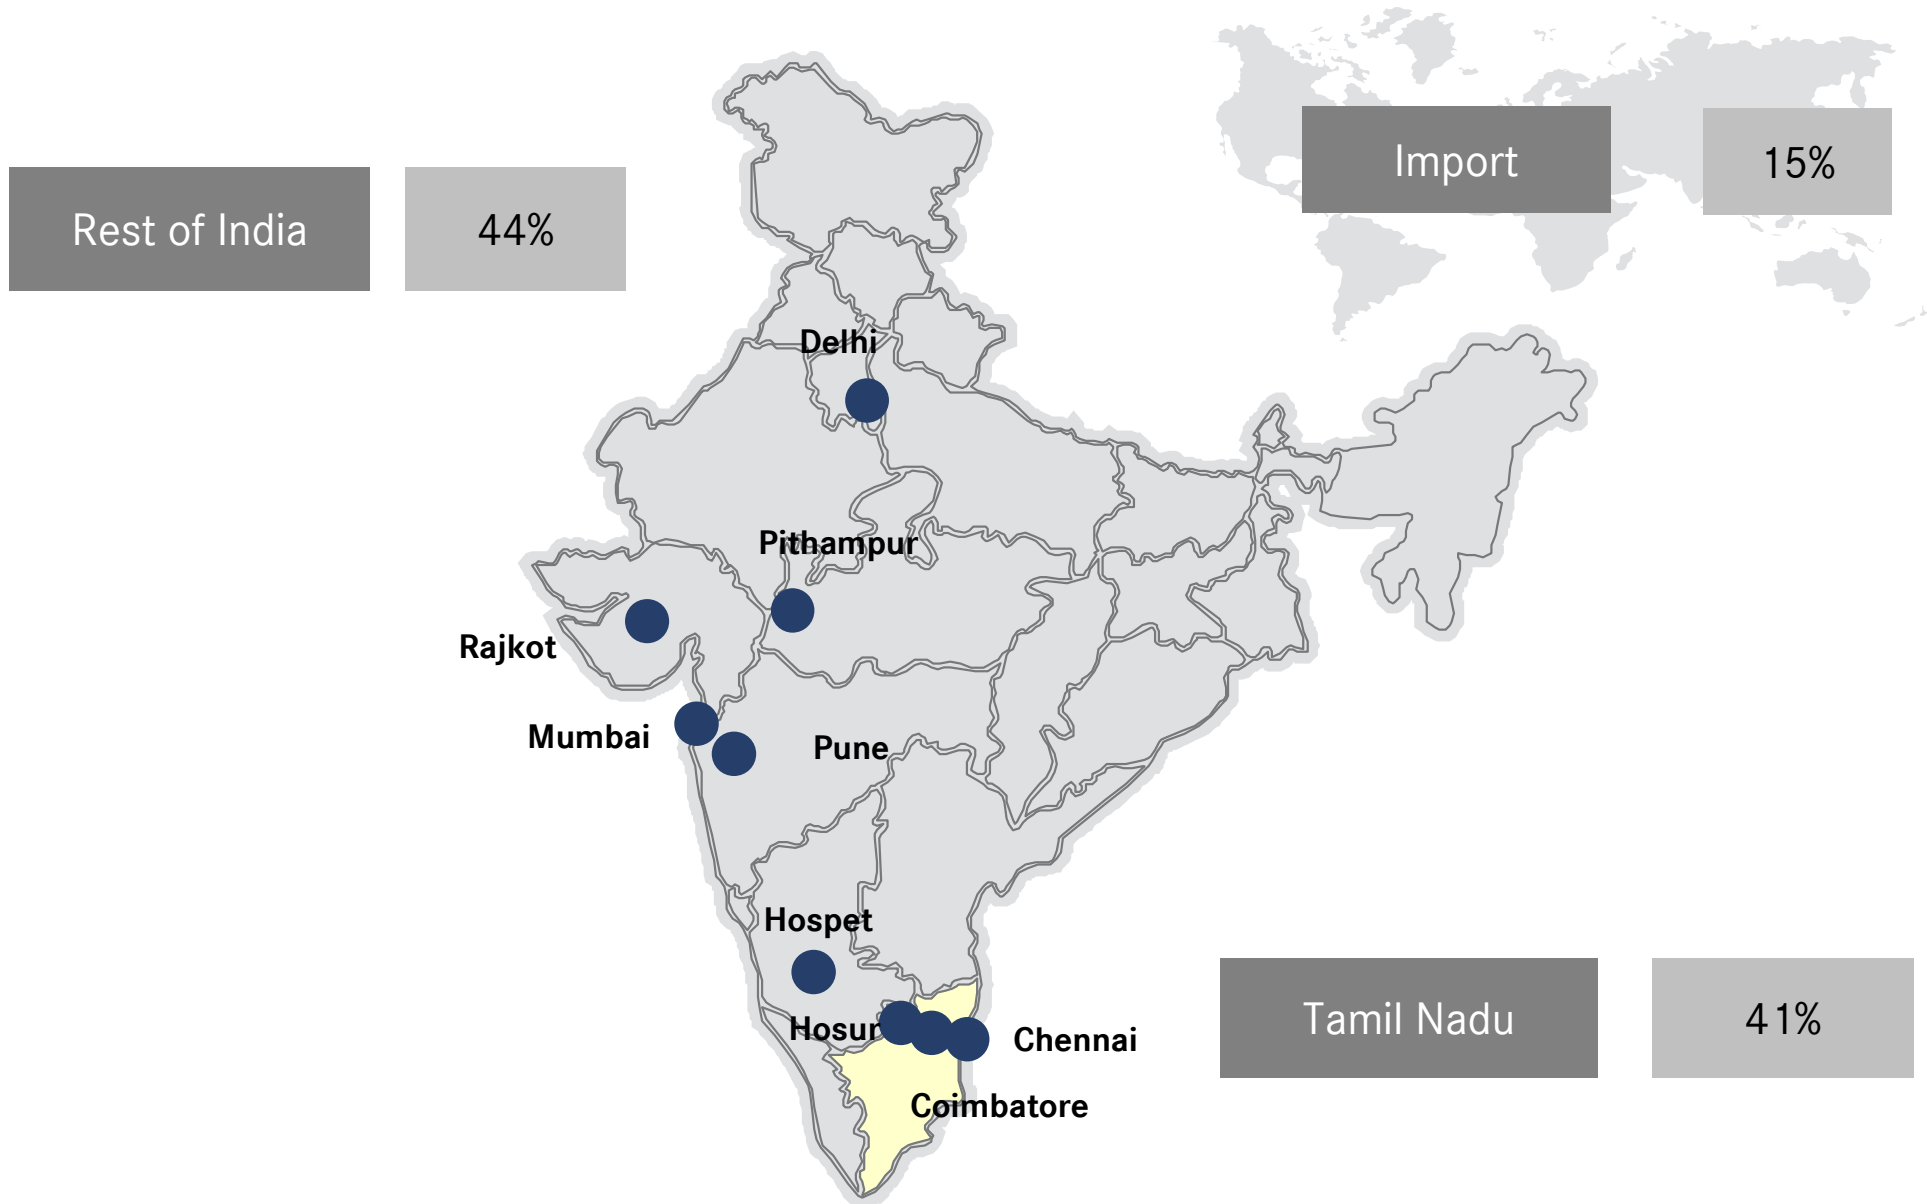 Import
15%
Rest of India
44%
Delhi
Pithampur
Rajkot
Mumbai
Pune
Hospet
Hosur
Chennai
Tamil Nadu
41%
Coimbatore